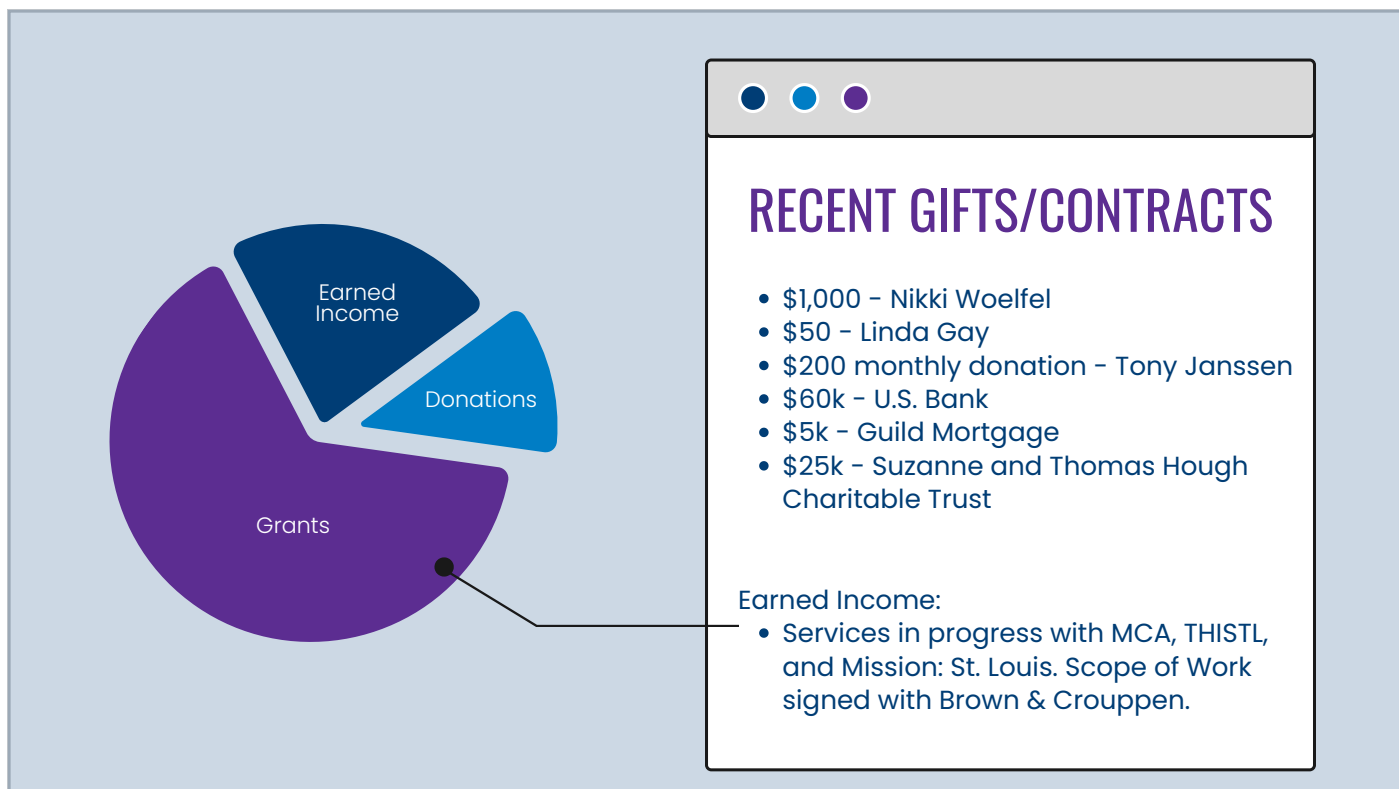 Earned
Income
Donations
Grants
RECENT GIFTS/CONTRACTS
• $1,000 - Nikki Woelfel
• $50 - Linda Gay
• $200 monthly donation - Tony Janssen
• $60k - U.S. Bank
• $5k - Guild Mortgage
• $25k - Suzanne and Thomas Hough
Charitable Trust
Earned Income:
• Services in progress with MCA, THISTL,
and Mission: St. Louis. Scope of Work
signed with Brown & Crouppen.